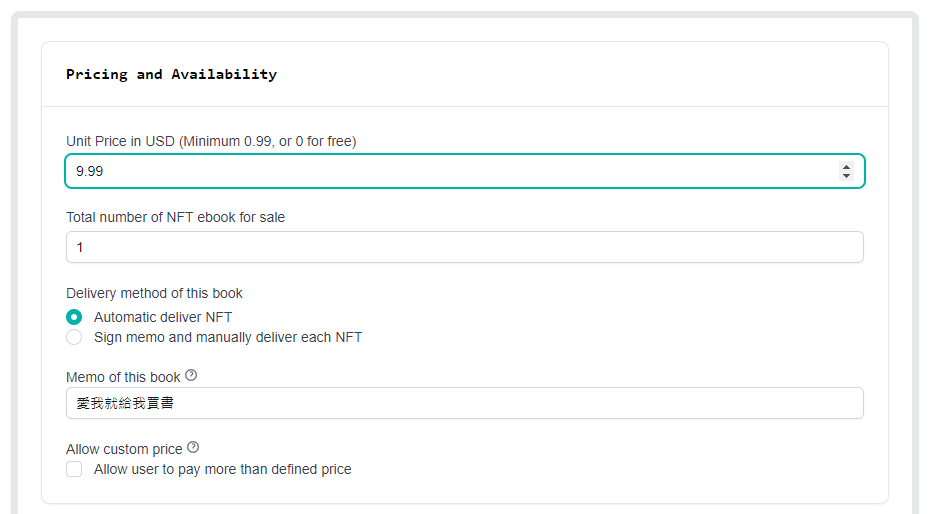 Pricing and Availability
Unit Price in USD (Minimum 0.99, or 0 for free)
9.99
Total number of NFT ebook for sale
1
Delivery method of this book
Automatic deliver NFT
Sign memo and manually deliver each NFT
Memo of this book
愛我就給我買書
Allow custom price
Allow user to pay more than defined price